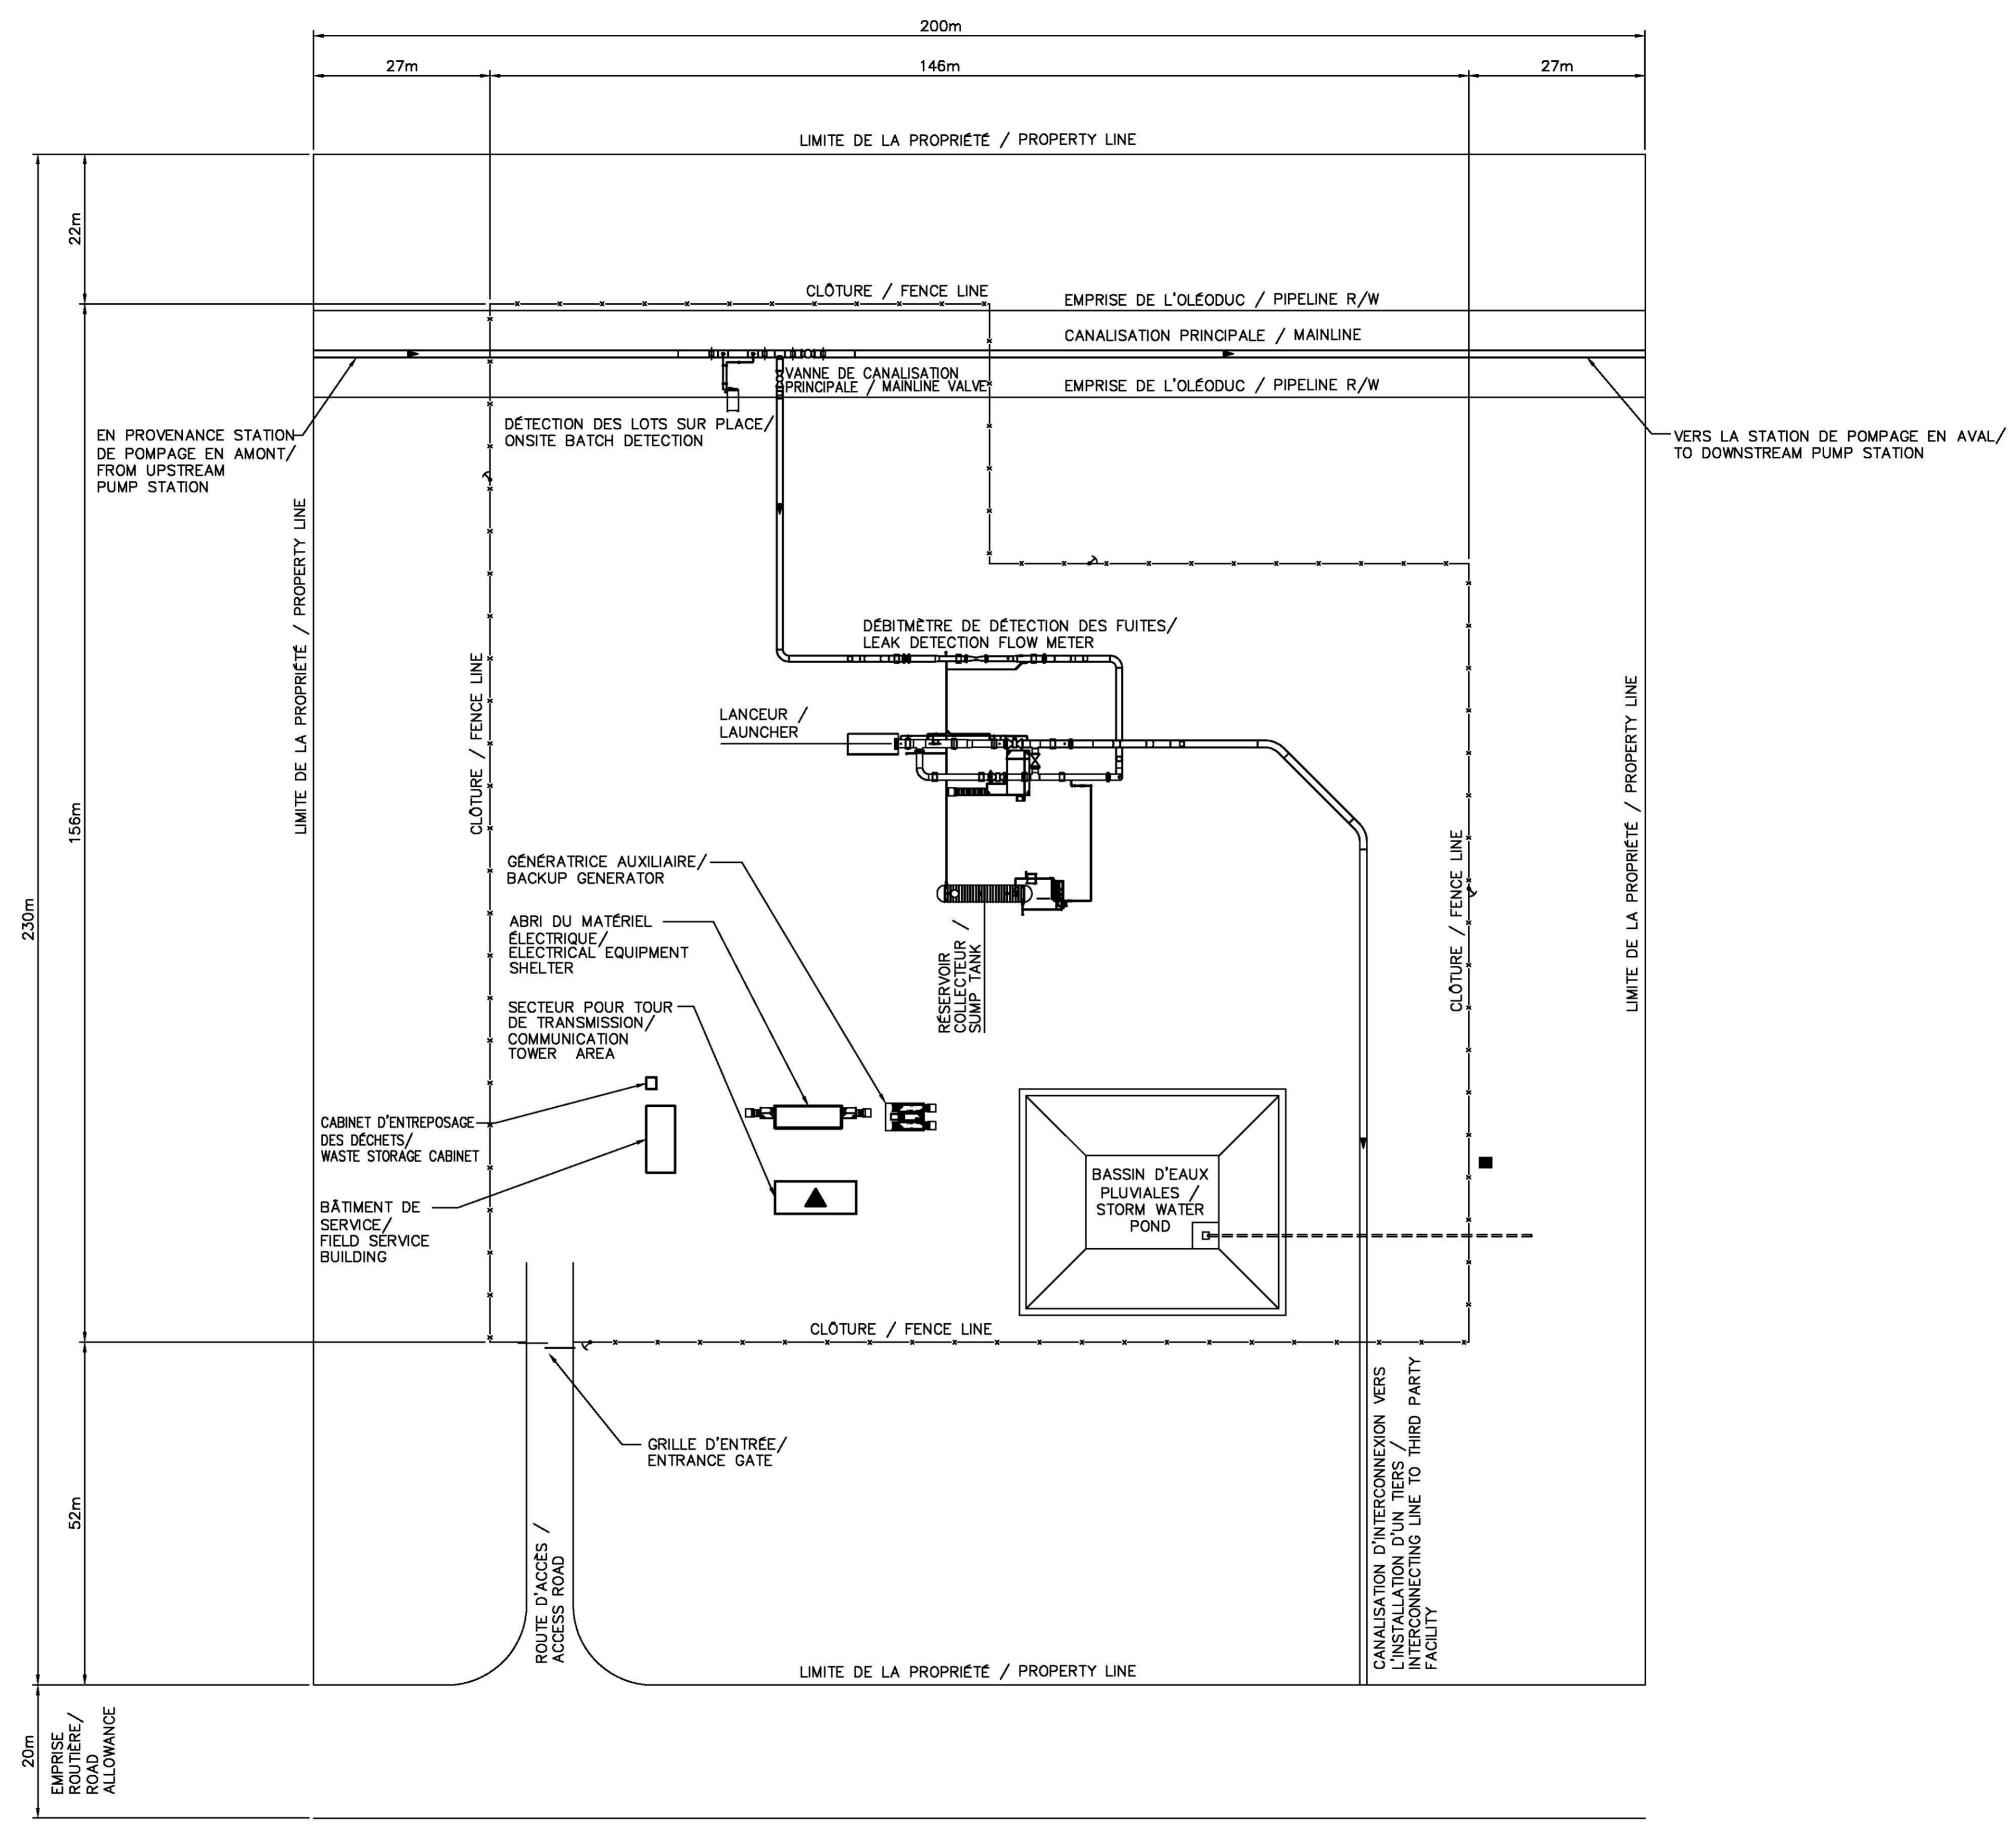 200m
27m
146m
27m
LIMITE DE LA PROPRIÉTÉ / PROPERTY LINE
22m
CLÔTURE / FENCE LINE
EMPRISE DE L'OLÉODUC / PIPELINE R/W
CANALISATION PRINCIPALE / MAINLINE
VANNE DE CANALISATION
PRINCIPALE / MAINLINE VALVE
EMPRISE DE L'OLÉODUC / PIPELINE R/W
DÉTECTION DES LOTS SUR PLACE/
ONSITE BATCH DETECTION
EN PROVENANCE STATION
DE POMPAGE EN AMONT/
FROM UPSTREAM
PUMP STATION
VERS LA STATION DE POMPAGE EN AVAL/
TO DOWNSTREAM PUMP STATION
LIMITE DE LA PROPRIÉTÉ / PROPERTY LINE
CLÔTURE / FENCE LINE
DÉBITMÈTRE DE DÉTECTION DES FUITES/
LEAK DETECTION FLOW METER
LANCEUR /
LAUNCHER
LIMITE DE LA PROPRIÉTÉ / PROPERTY LINE
CLÔTURE / FENCE LINE
156m
230m
GÉNÉRATRICE AUXILIAIRE/
BACKUP GENERATOR
ABRI DU MATÉRIEL
ÉLECTRIQUE/
ELECTRICAL EQUIPMENT
SHELTER
RÉSERVOIR
COLLECTEUR /
SUMP TANK
SECTEUR POUR TOUR
DE TRANSMISSION/
COMMUNICATION
TOWER AREA
CABINET D'ENTREPOSAGE
DES DÉCHETS/
WASTE STORAGE CABINET
BÂTIMENT DE
SERVICE/
FIELD SERVICE
BUILDING
BASSIN D'EAUX
PLUVIALES /
STORM WATER
POND
CLÔTURE / FENCE LINE
GRILLE D'ENTRÉE/
ENTRANCE GATE
52m
ROUTE D'ACCÈS /
ACCESS ROAD
CANALISATION D'INTERCONNEXION VERS
L'INSTALLATION D'UN TIERS /
INTERCONNECTING LINE TO THIRD PARTY
FACILITY
LIMITE DE LA PROPRIÉTÉ / PROPERTY LINE
20m
EMPRISE
ROUTIÈRE/
ROAD
ALLOWANCE